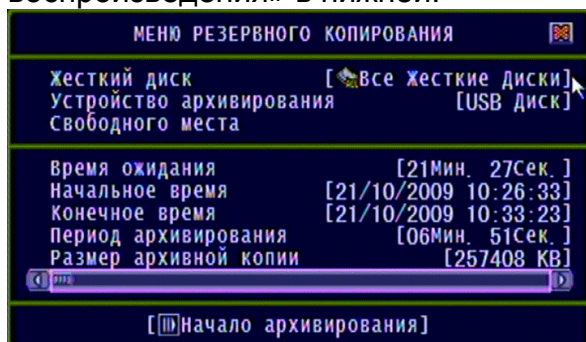 воспроизведения» в нижней.
МЕНЮ РЕЗЕРВНОГО КОПИРОВАНИЯ
Жесткий диск [Все Жесткие Диски]
Устройство архивирования [USB Диск]
Свободного места
Время ожидания [21Мин. 27Сек.]
Начальное время [21/10/2009 10:26:33]
Конечное время [21/10/2009 10:33:23]
Период архивирования [06Мин. 51Сек.]
Размер архивной копии [257408 KB]
[Начало архивирования]